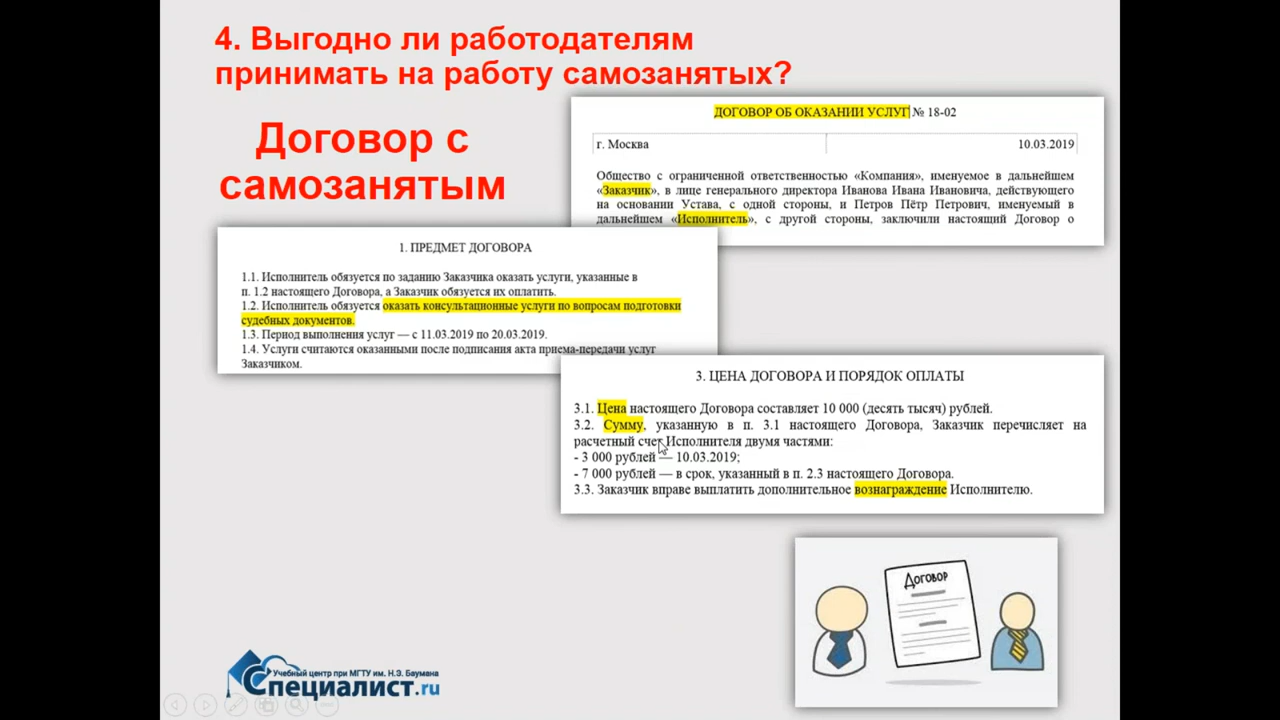 4. Выгодно ли работодателям
принимать на работу самозанятых?
Договор с
самозанятым
ДОГОВОР ОБ ОКАЗАНИИ УСЛУГ № 18-02
г. Москва 10.03.2019
Общество с ограниченной ответственностью «Компания», именуемое в дальнейшем
«Заказчик», в лице генерального директора Иванова Ивана Ивановича, действующего
на основании Устава, с одной стороны, и Петров Пётр Петрович, именуемый в
дальнейшем «Исполнитель», с другой стороны, заключили настоящий Договор о
1. ПРЕДМЕТ ДОГОВОРА
1.1. Исполнитель обязуется по заданию Заказчика оказать услуги, указанные в
п. 1.2 настоящего Договора, а Заказчик обязуется их оплатить.
1.2. Исполнитель обязуется оказать консультационные услуги по вопросам подготовки
судебных документов.
1.3. Период выполнения услуг — с 11.03.2019 по 20.03.2019.
1.4. Услуги считаются оказанными после подписания акта приема-передачи услуг
Заказчиком.
3. ЦЕНА ДОГОВОРА И ПОРЯДОК ОПЛАТЫ
3.1. Цена настоящего Договора составляет 10 000 (десять тысяч) рублей.
3.2. Сумму, указанную в п. 3.1 настоящего Договора, Заказчик перечисляет на
расчетный счет Исполнителя двумя частями:
- 3 000 рублей — 10.03.2019;
- 7 000 рублей — в срок, указанный в п. 2.3 настоящего Договора.
3.3. Заказчик вправе выплатить дополнительное вознаграждение Исполнителю.
Договор
Учебный центр при МГТУ им. Н.Э. Баумана
Специалист.ru